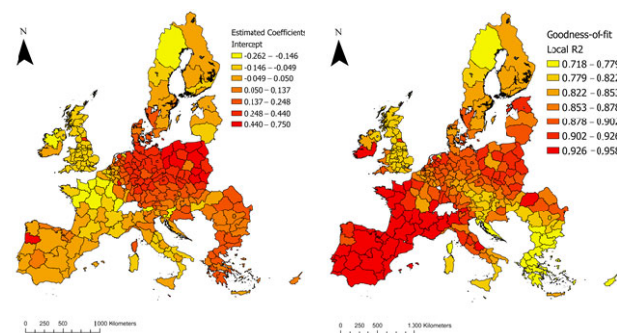 N
Estimated Coefficients
Intercept
-0.262 – -0.146
-0.146 – -0.049
-0.049 – 0.050
0.050 – 0.137
0.137 – 0.248
0.248 – 0.440
0.440 – 0.750
0 250 500 1000 Kilometers
N
Goodness-of-fit
Local R2
0.718 – 0.779
0.779 – 0.822
0.822 – 0.853
0.853 – 0.878
0.878 – 0.902
0.902 – 0.926
0.926 – 0.958
0 250 500 1.000 Kilometers